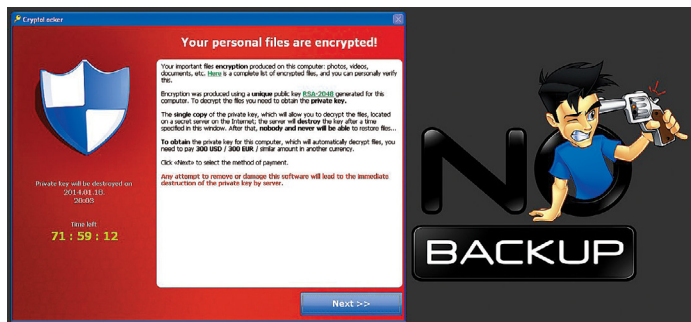 CryptoLocker
Your personal files are encrypted!
Your important files encryption produced on this computer: photos, videos,
documents, etc. Here is a complete list of encrypted files, and you can personally verify
this.
Encryption was produced using a unique public key RSA-2048 generated for this
computer. To decrypt the files you need to obtain the private key.
The single copy of the private key, which will allow you to decrypt the files, located
on a secret server on the Internet; the server will destroy the key after a time
specified in this window. After that, nobody and never will be able to restore files...
To obtain the private key for this computer, which will automatically decrypt files, you
need to pay 300 USD / 300 EUR / similar amount in another currency.
Click «Next» to select the method of payment.
Any attempt to remove or damage this software will lead to the immediate
destruction of the private key by server.
Private key will be destroyed on
2014.01.10.
20:08
Time left
71 : 59 : 12
Next >>
NO
BACKUP